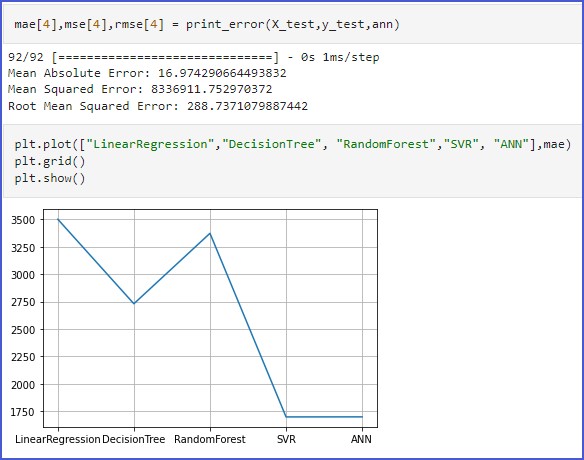 mae[4],mse[4],rmse[4] = print_error(X_test,y_test,ann)
92/92 [==============================] - 0s 1ms/step
Mean Absolute Error: 16.974290664493832
Mean Squared Error: 8336911.752970372
Root Mean Squared Error: 288.7371079887442
plt.plot(["LinearRegression","DecisionTree", "RandomForest","SVR", "ANN"],mae)
plt.grid()
plt.show()
3500
3250
3000
2750
2500
2250
2000
1750
LinearRegression DecisionTree RandomForest SVR ANN